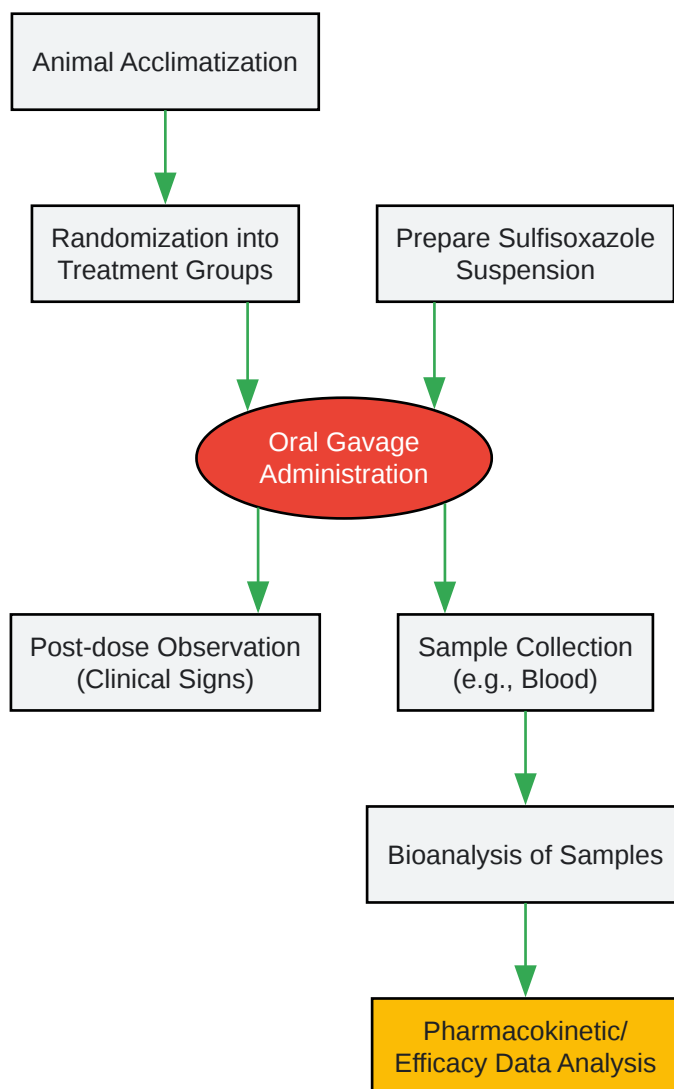 Animal Acclimatization
Randomization into
Treatment Groups
Prepare Sulfisoxazole
Suspension
Oral Gavage
Administration
Post-dose Observation
(Clinical Signs)
Sample Collection
(e.g., Blood)
Bioanalysis of Samples
Pharmacokinetic/
Efficacy Data Analysis